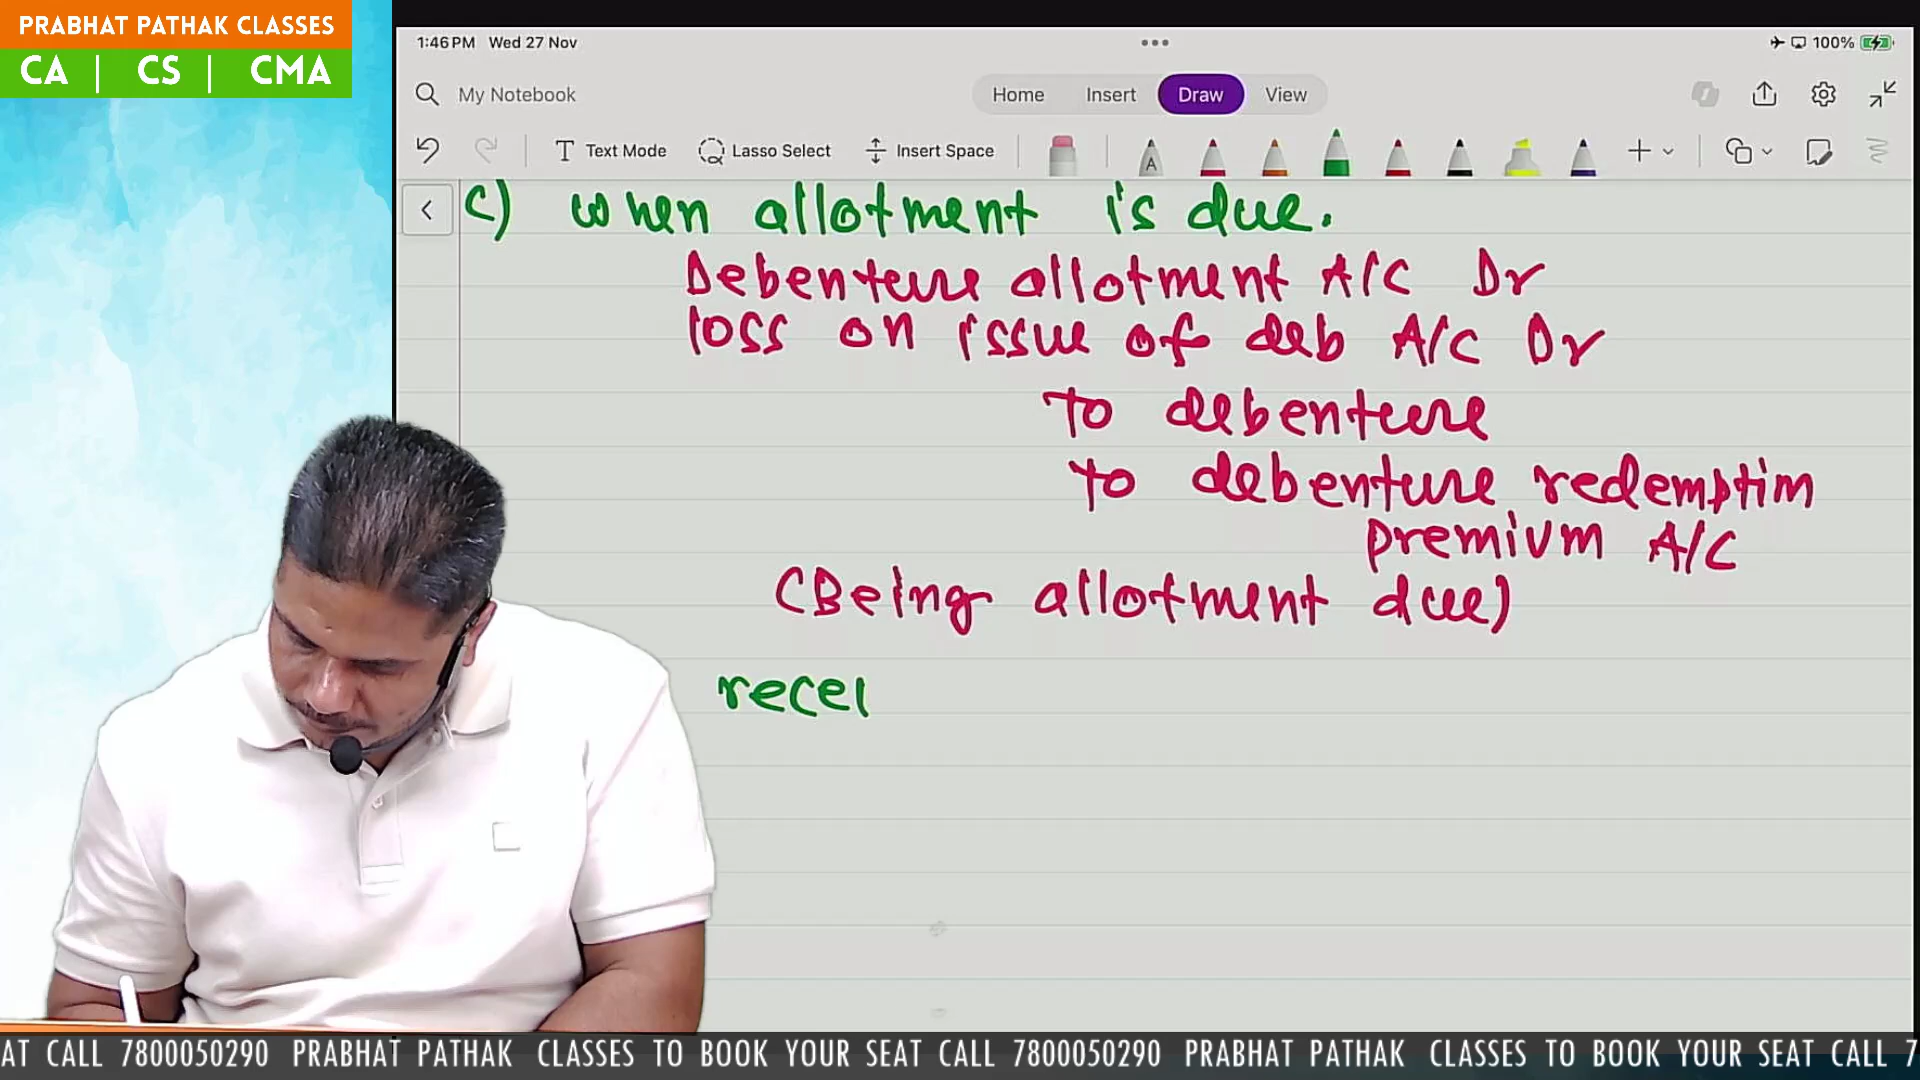 PRABHAT PATHAK CLASSES
CA | CS | CMA
1:46 PM Wed 27 Nov
100%
My Notebook
Home Insert Draw View
Text Mode Lasso Select Insert Space
A
c) when allotment is due.
Debenture allotment A/C Dr
loss on issue of deb A/C Dr
To debenture
To debenture redemption
premium A/C
(Being allotment due)
recei
AT CALL 7800050290 PRABHAT PATHAK CLASSES TO BOOK YOUR SEAT CALL 7800050290 PRABHAT PATHAK CLASSES TO BOOK YOUR SEAT CALL 7